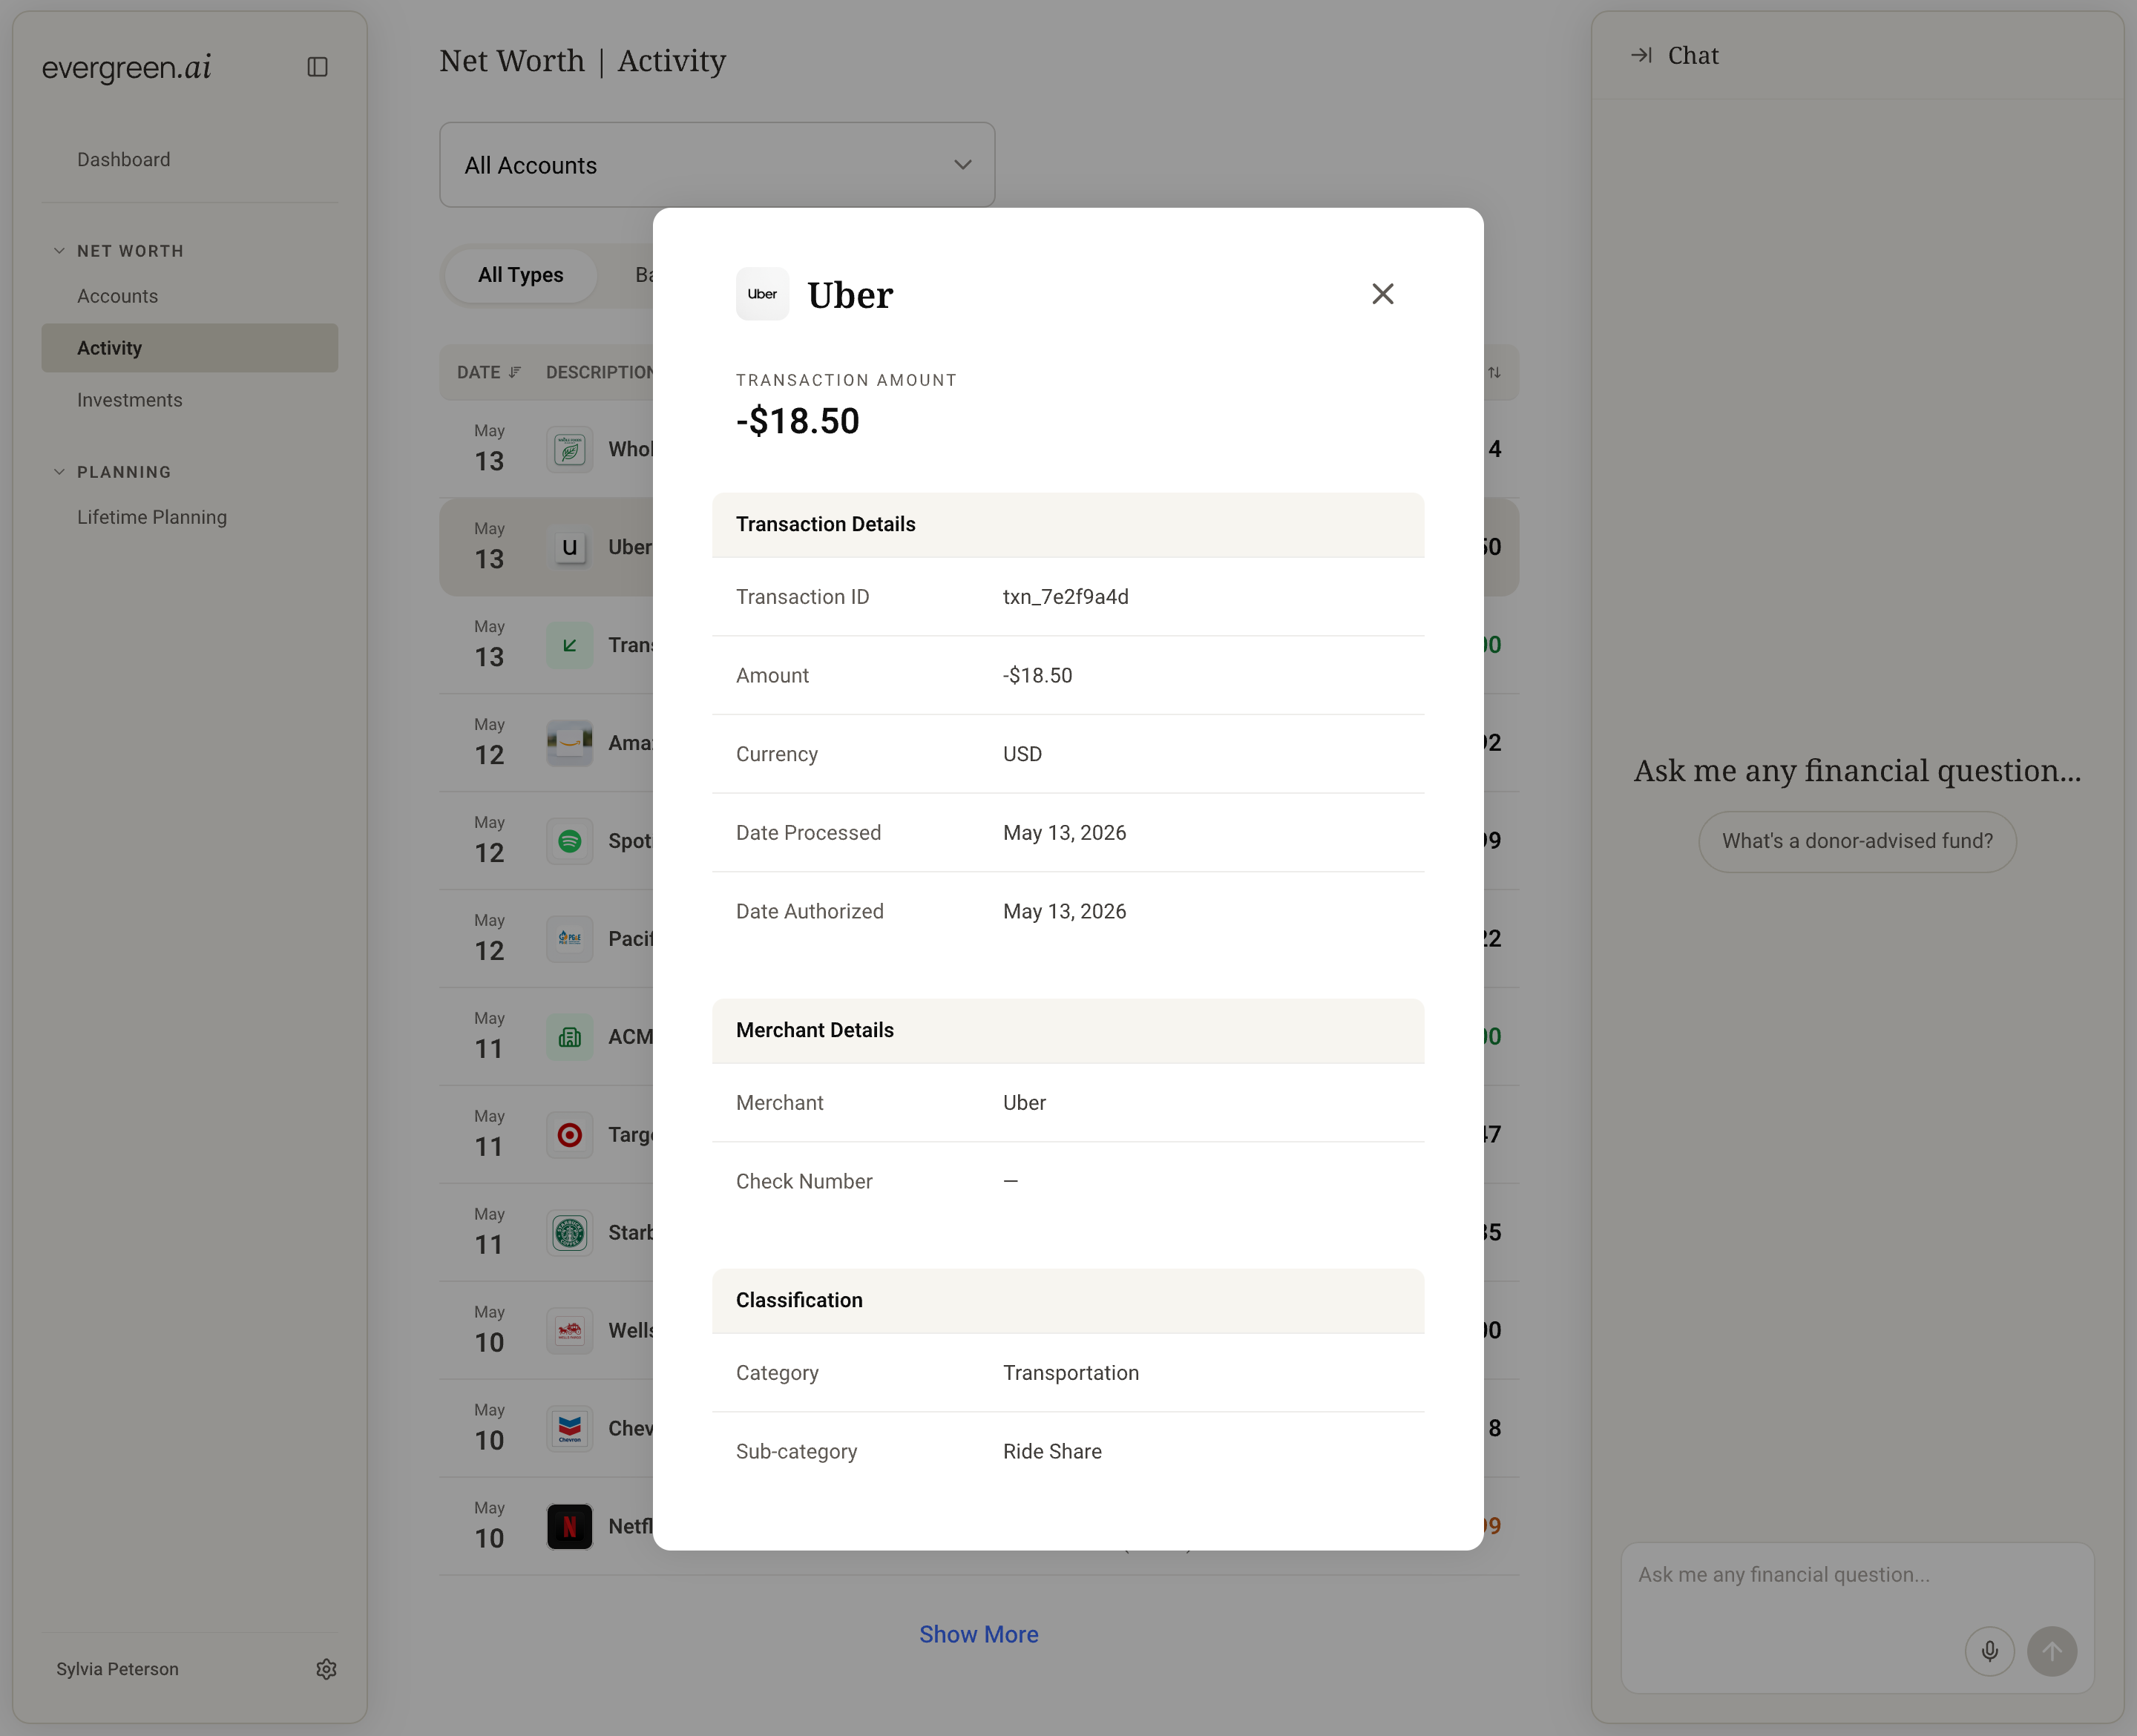 evergreen.ai
Dashboard
NET WORTH
Accounts
Activity
Investments
PLANNING
Lifetime Planning
Sylvia Peterson
Net Worth | Activity
All Accounts
All Types
DATE
DESCRIPTION
May
13
May
13
u
Uber
May
13
May
12
May
12
May
12
May
11
May
11
May
11
May
10
May
10
Chevron
May
10
N
Show More
Uber
Uber
TRANSACTION AMOUNT
-$18.50
Transaction Details
Transaction ID txn_7e2f9a4d
Amount -$18.50
Currency USD
Date Processed May 13, 2026
Date Authorized May 13, 2026
Merchant Details
Merchant Uber
Check Number —
Classification
Category Transportation
Sub-category Ride Share
Chat
Ask me any financial question...
What's a donor-advised fund?
Ask me any financial question...